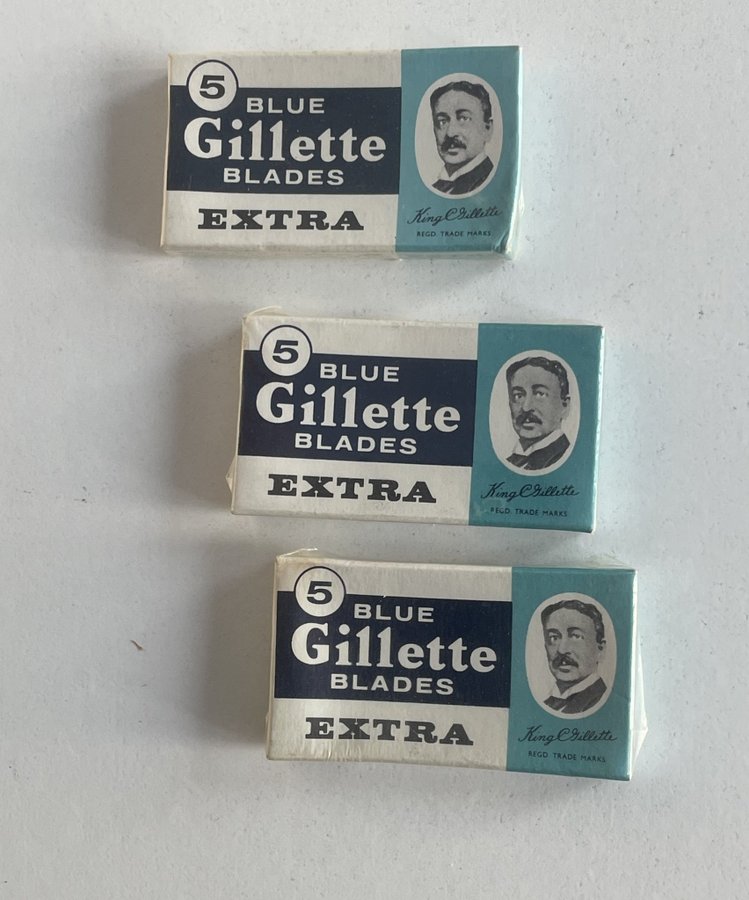 5
BLUE
Gillette
BLADES
EXTRA
King C Gillette
REGD. TRADE MARKS
5
BLUE
Gillette
BLADES
EXTRA
King C Gillette
REGD. TRADE MARKS
5
BLUE
Gillette
BLADES
EXTRA
King C Gillette
REGD. TRADE MARKS